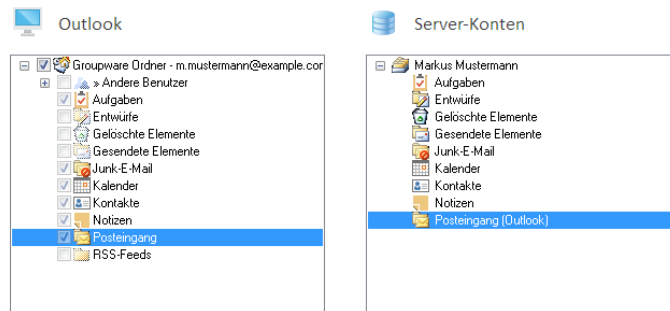 Outlook
Groupware Ordner - m.mustermann@example.cor
» Andere Benutzer
Aufgaben
Entwürfe
Gelöschte Elemente
Gesendete Elemente
Junk-E-Mail
Kalender
Kontakte
Notizen
Posteingang
RSS-Feeds
Server-Konten
Markus Mustermann
Aufgaben
Entwürfe
Gelöschte Elemente
Gesendete Elemente
Junk-E-Mail
Kalender
Kontakte
Notizen
Posteingang (Outlook)